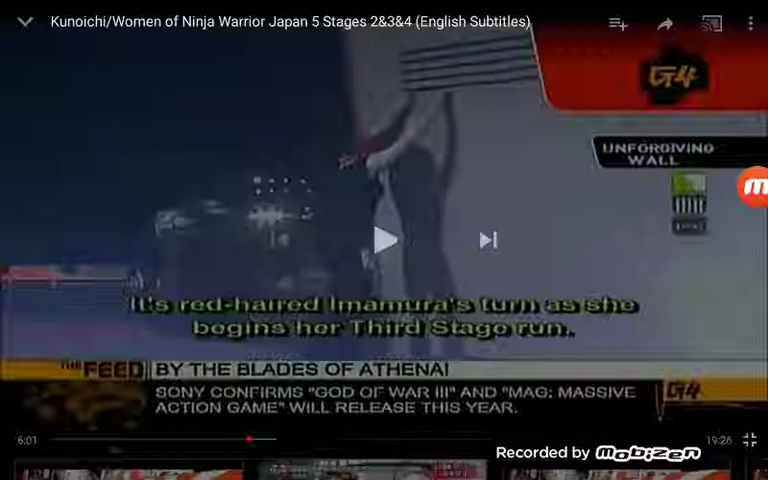 Kunoichi/Women of Ninja Warrior Japan 5 Stages 2&3&4 (English Subtitles)
G4
UNFORGIVING
WALL
m
It's red-haired Imamura's turn as she
begins her Third Stage run.
THE FEED BY THE BLADES OF ATHENA!
SONY CONFIRMS "GOD OF WAR III" AND "MAG: MASSIVE
ACTION GAME" WILL RELEASE THIS YEAR.
G4
6:01
19:26
Recorded by MOBIZEN